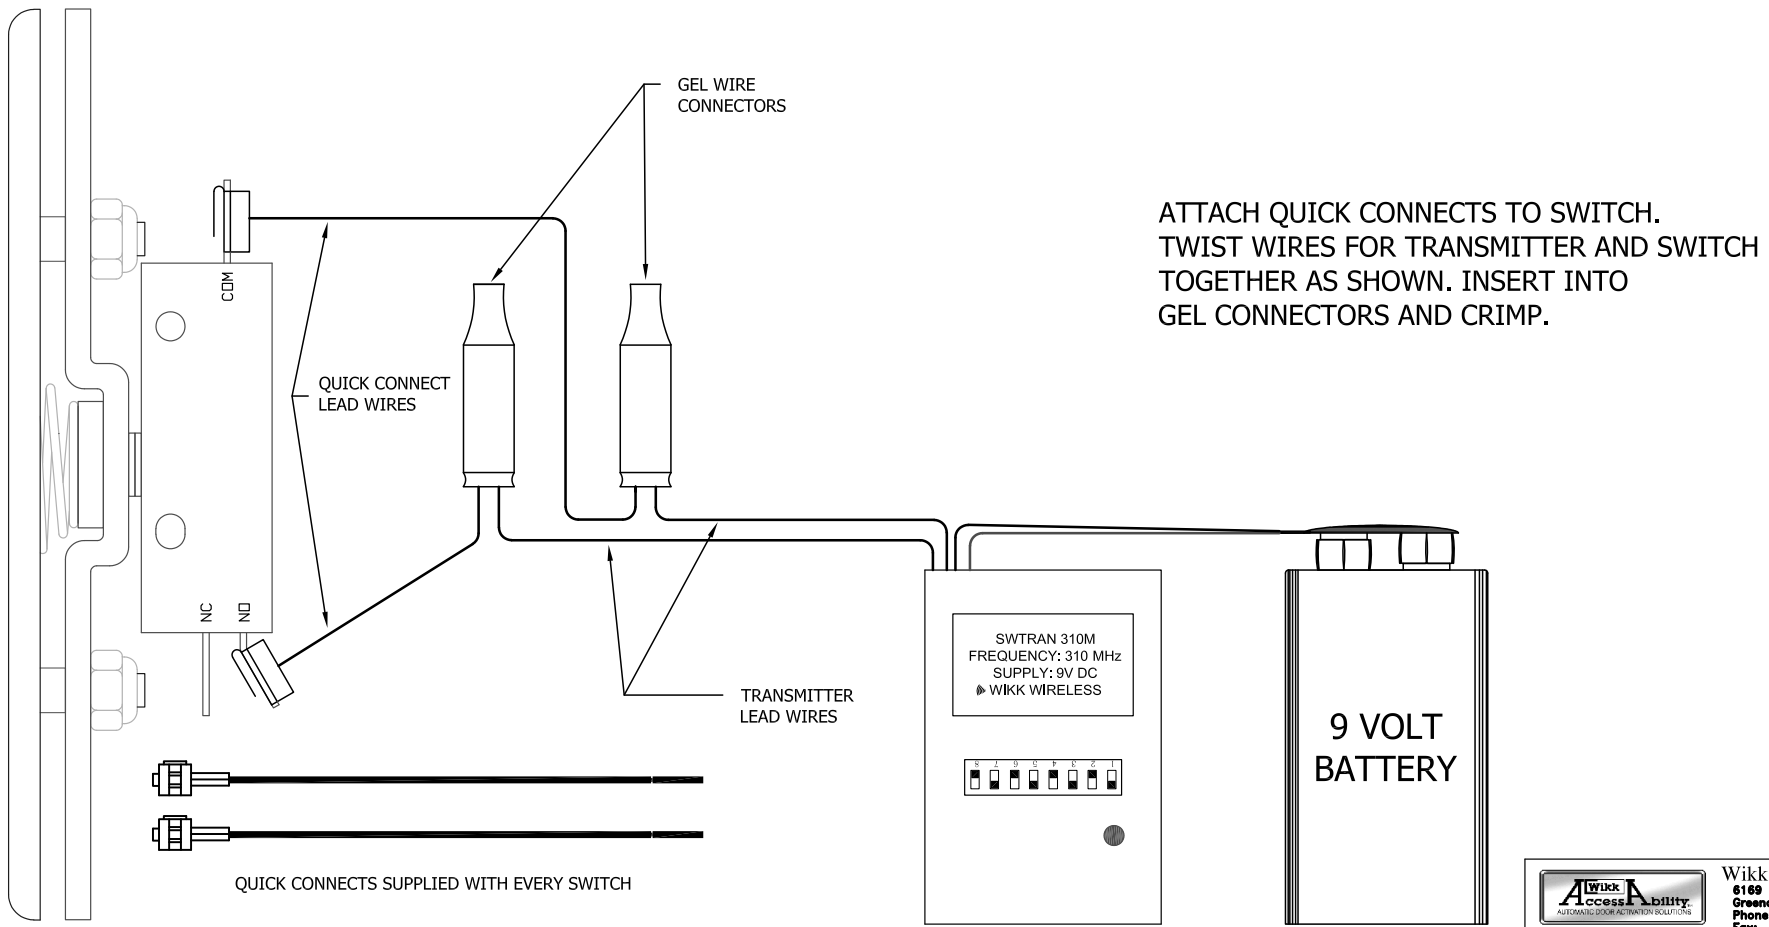 GEL WIRE
CONNECTORS
ATTACH QUICK CONNECTS TO SWITCH.
TWIST WIRES FOR TRANSMITTER AND SWITCH
TOGETHER AS SHOWN. INSERT INTO
GEL CONNECTORS AND CRIMP.
COM
QUICK CONNECT
LEAD WIRES
NC
NO
TRANSMITTER
LEAD WIRES
SWTRAN 310M
FREQUENCY: 310 MHz
SUPPLY: 9V DC
WIKK WIRELESS
8 7 6 5 4 3 2 1
9 VOLT
BATTERY
QUICK CONNECTS SUPPLIED WITH EVERY SWITCH
Wikk
AccessAbility
AUTOMATIC DOOR ACTIVATION SOLUTIONS
Wikk
6169
Phone